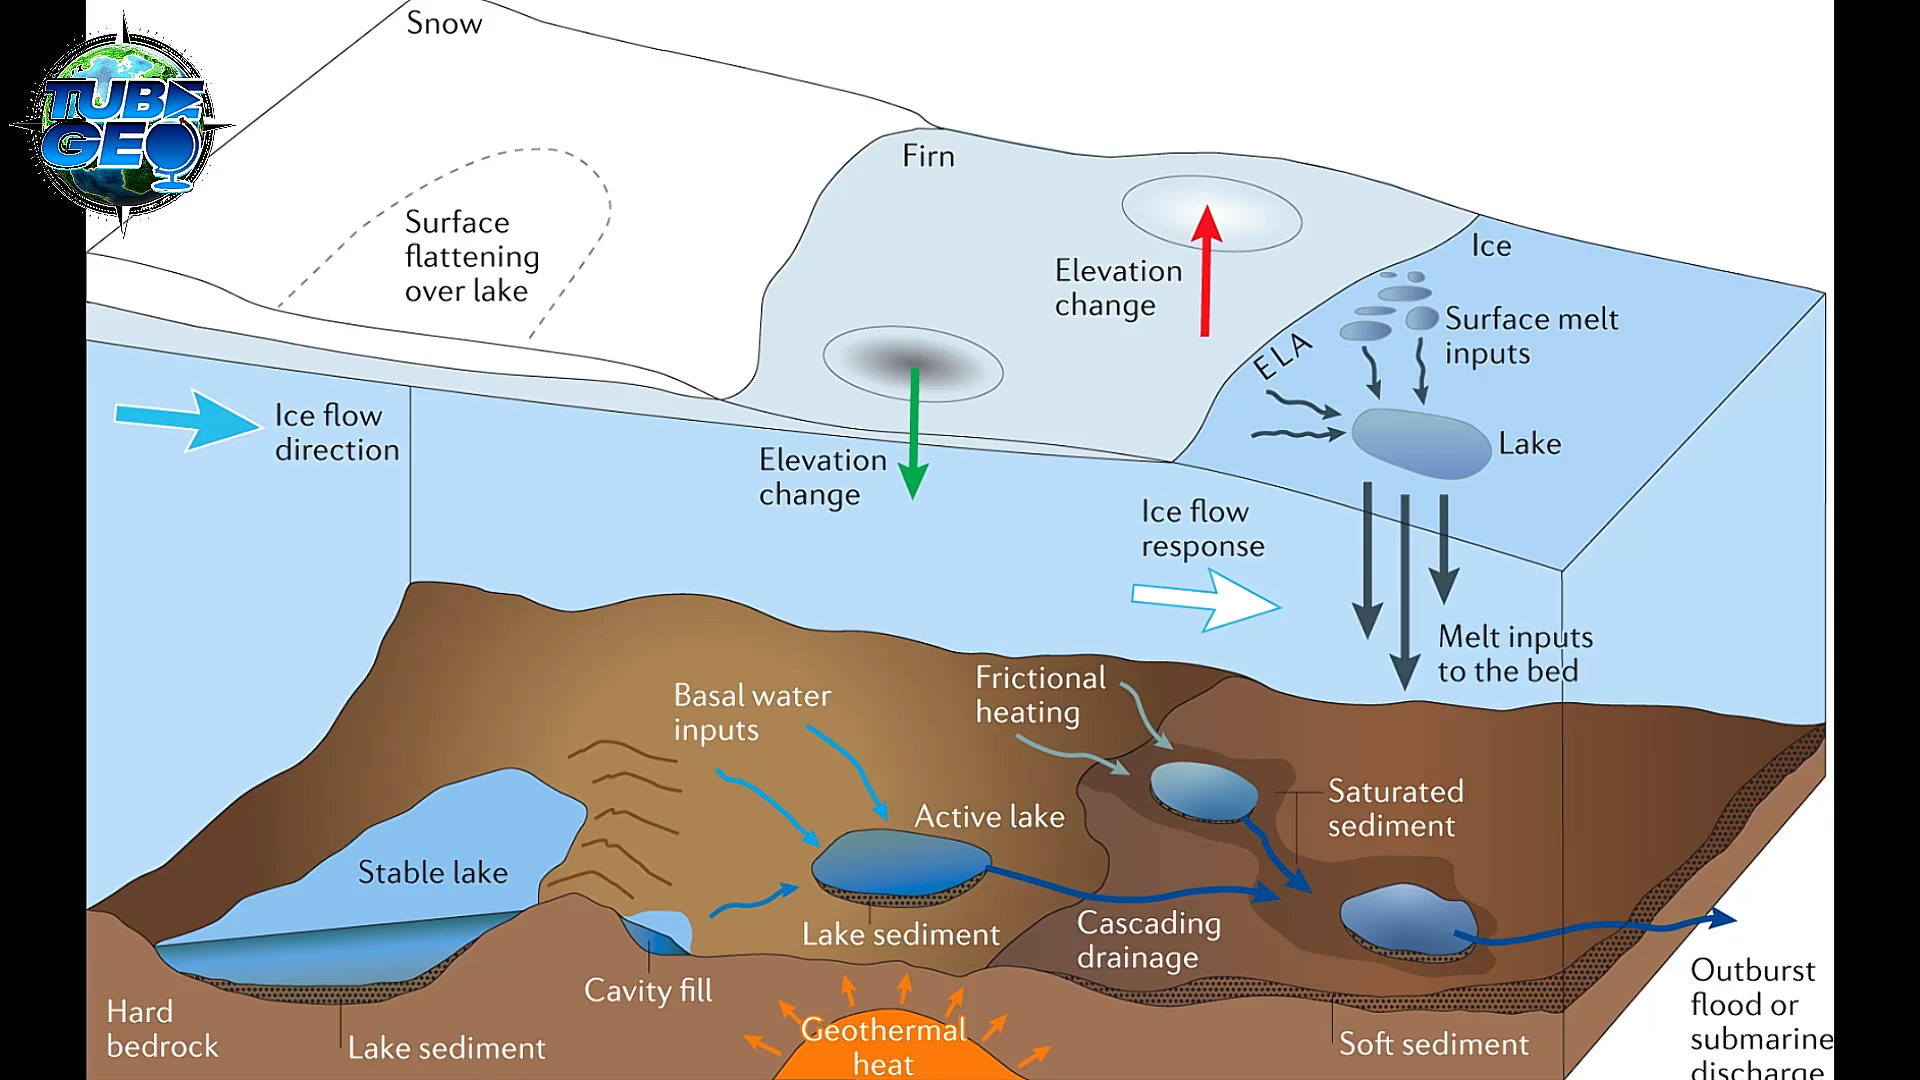 Snow
TUBE
GEO
Firn
Surface
flattening
over lake
Ice
Elevation
change
Surface melt
inputs
ELA
Ice flow
direction
Lake
Elevation
change
Ice flow
response
Melt inputs
to the bed
Frictional
heating
Basal water
inputs
Saturated
sediment
Active lake
Stable lake
Cascading
drainage
Lake sediment
Cavity fill
Outburst
flood or
submarine
discharge
Hard
bedrock
Lake sediment
Geothermal
heat
Soft sediment